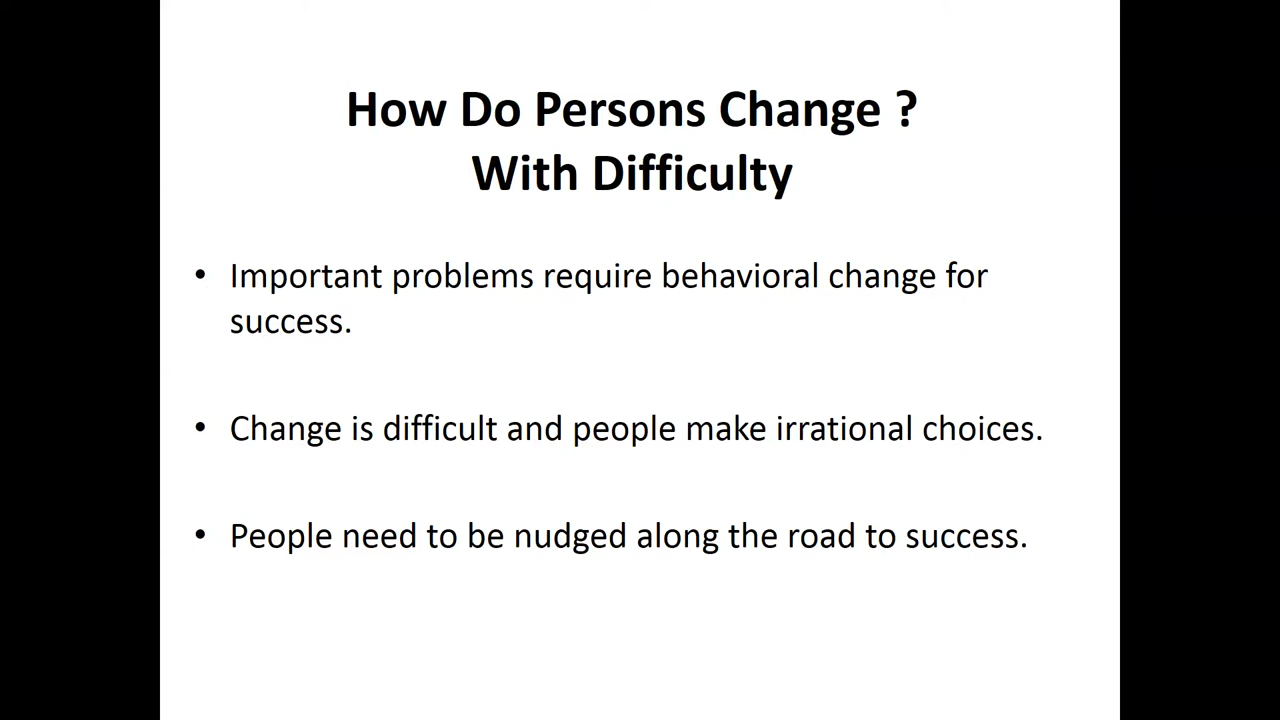 How Do Persons Change ?
With Difficulty
• Important problems require behavioral change for
success.
• Change is difficult and people make irrational choices.
• People need to be nudged along the road to success.